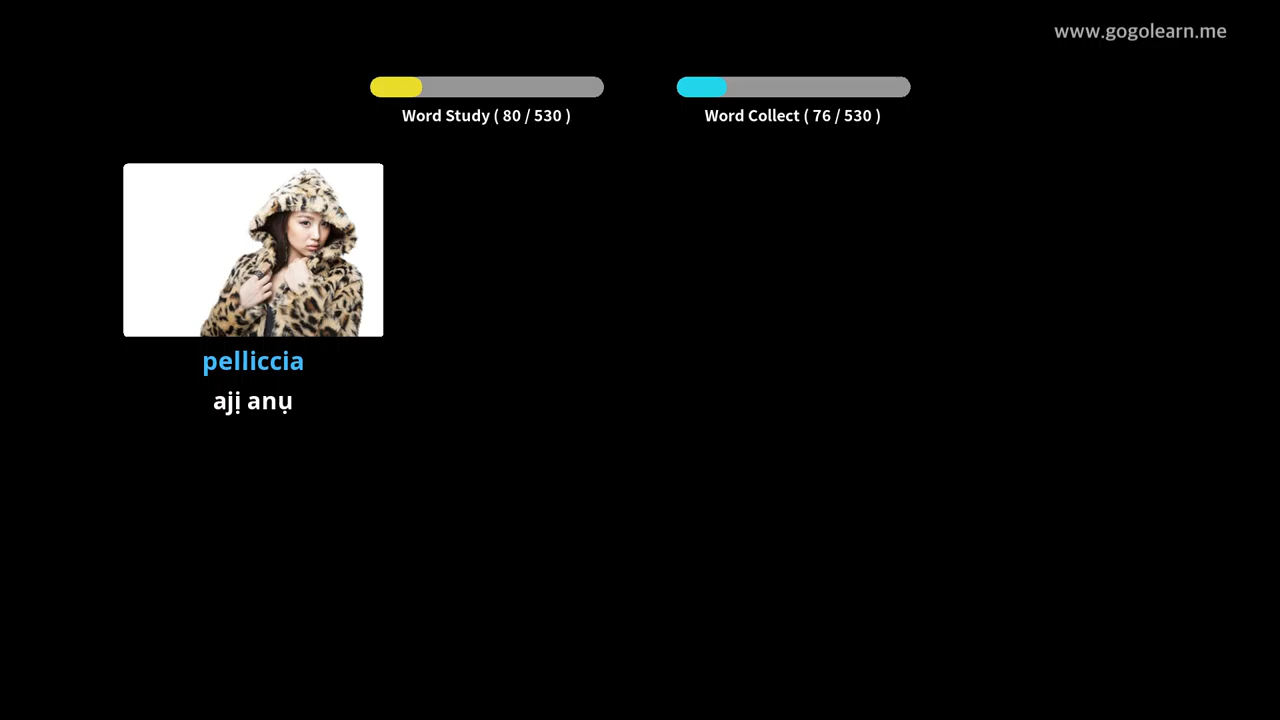 www.gogolearn.me
Word Study ( 80 / 530 )
Word Collect ( 76 / 530 )
pelliccia
ajị anụ